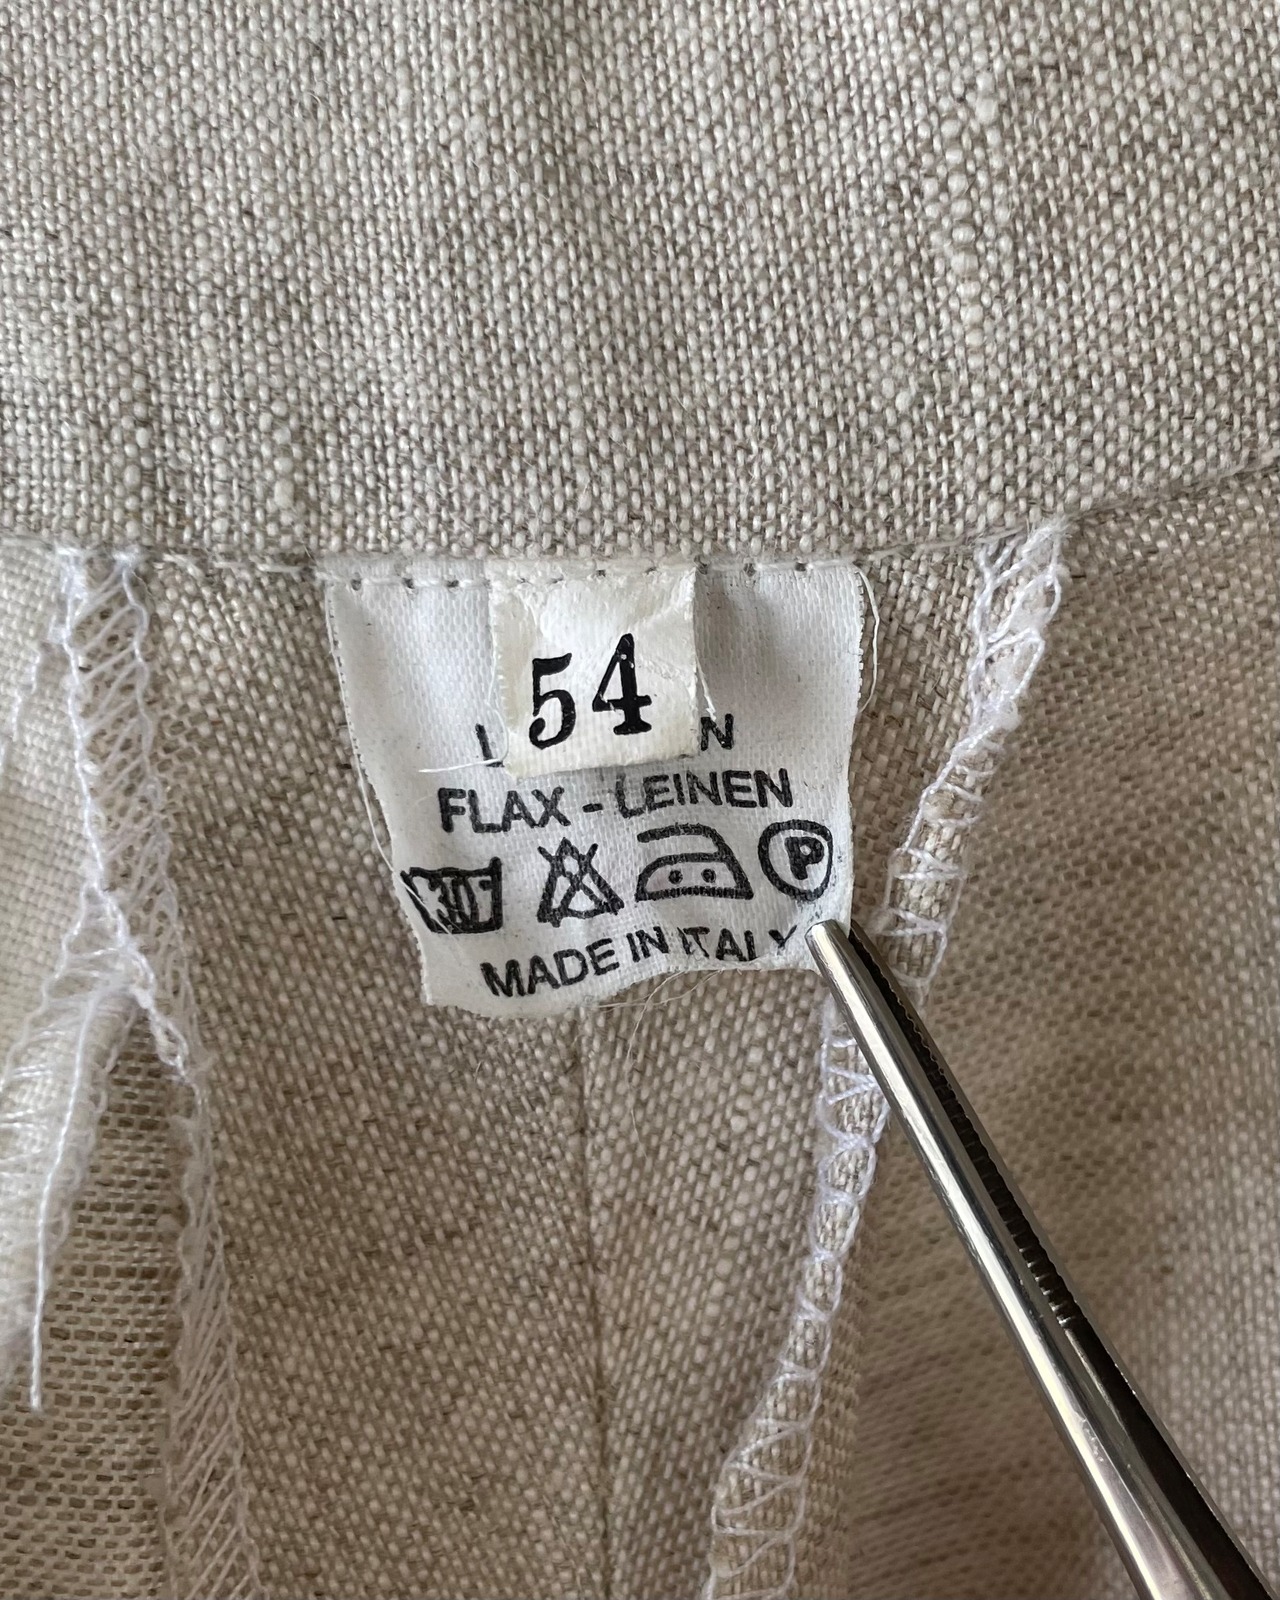 54
FLAX - LEINEN
30°
P
MADE IN ITALY